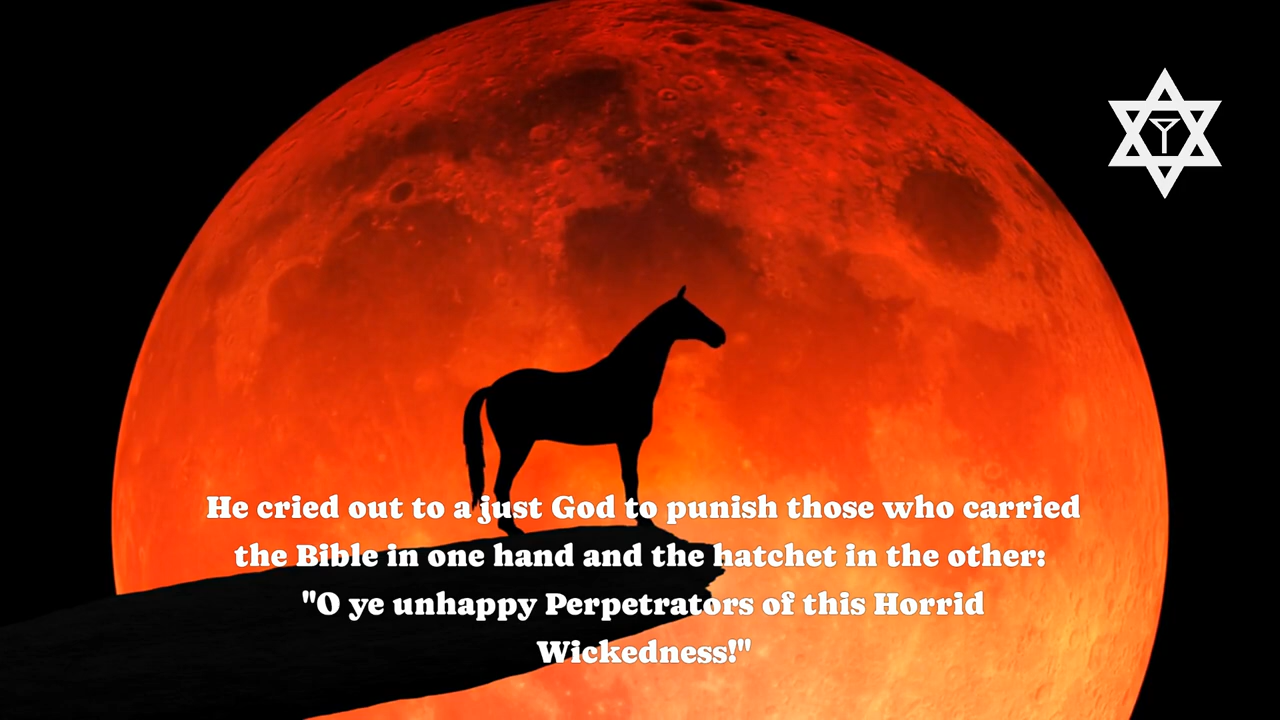 He cried out to a just God to punish those who carried
the Bible in one hand and the hatchet in the other:
"O ye unhappy Perpetrators of this Horrid
Wickedness!"